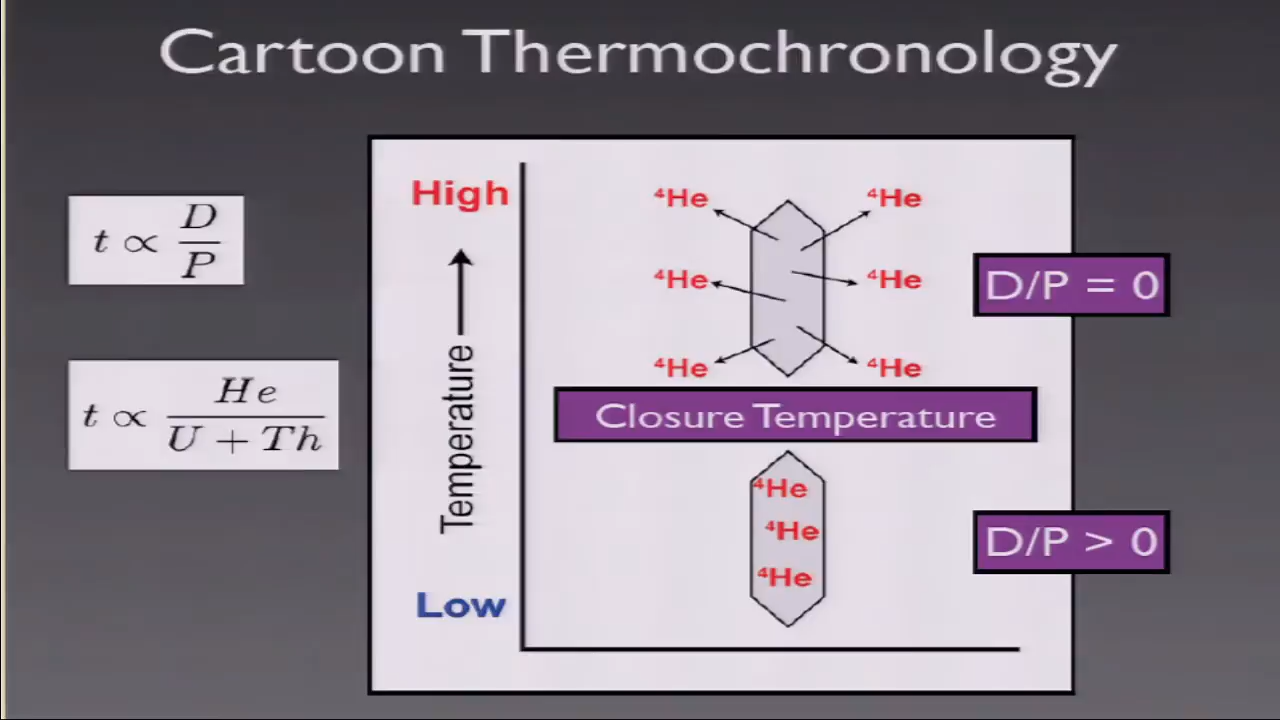 Cartoon Thermochronology
t ∝ D/P
t ∝ He/(U + Th)
High
Temperature
Low
⁴He ⁴He
⁴He ⁴He
⁴He ⁴He
D/P = 0
Closure Temperature
⁴He
⁴He
⁴He
D/P > 0